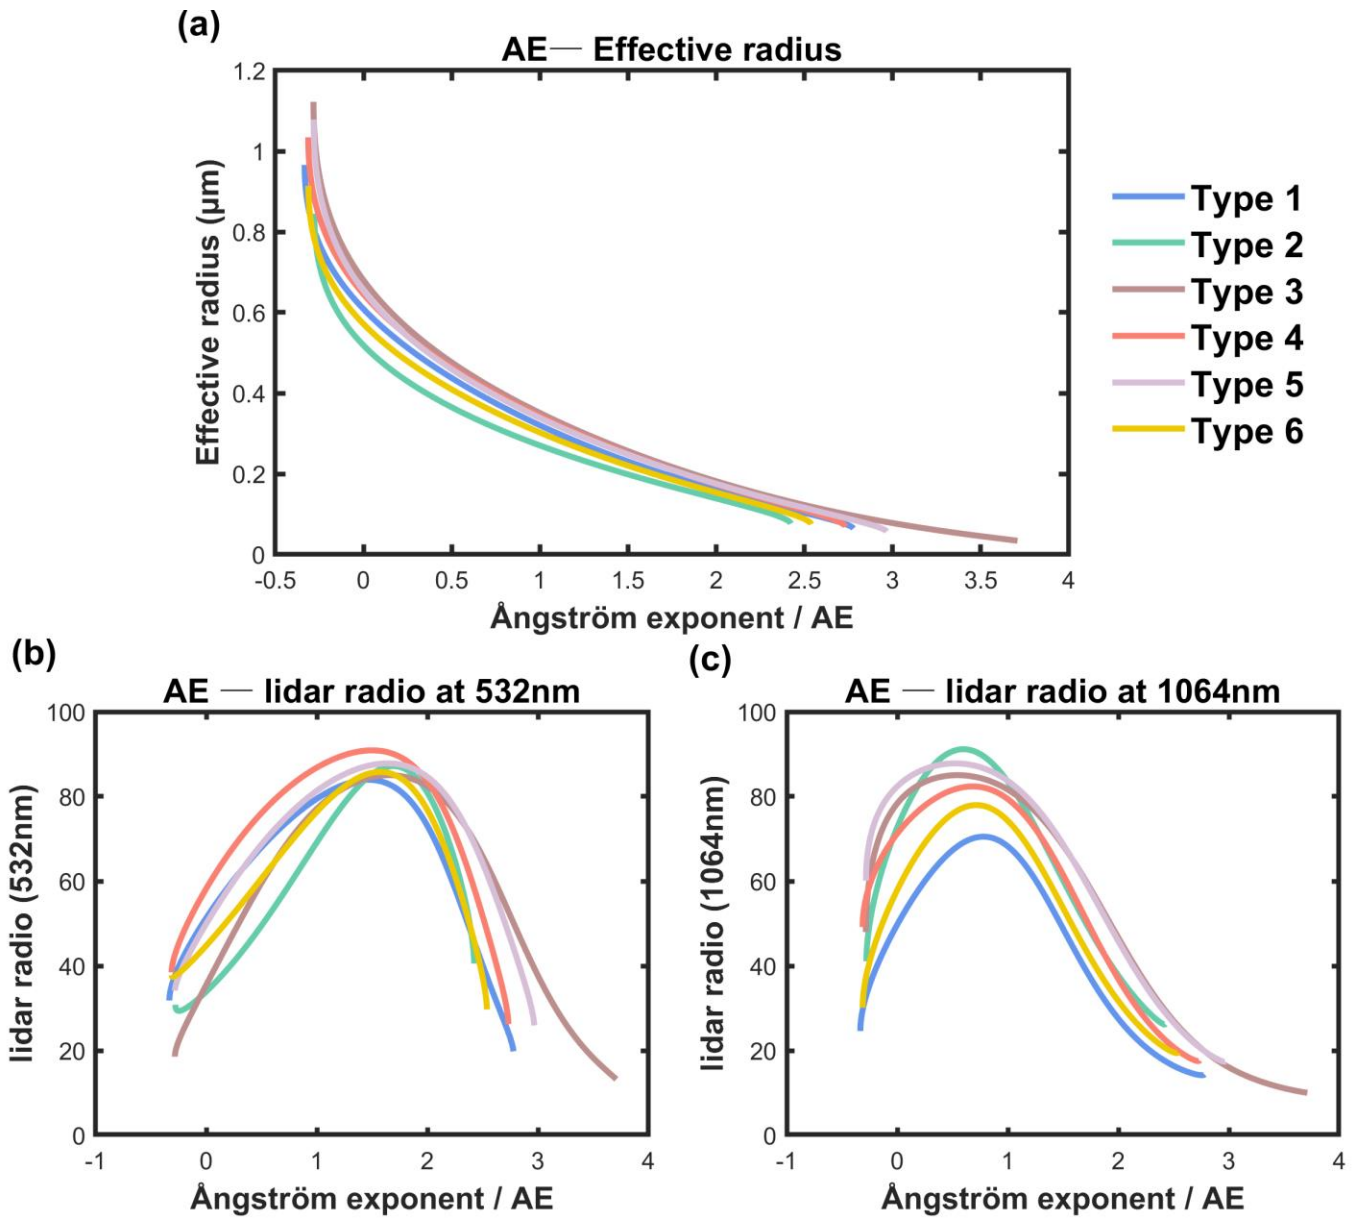 (a)
AE— Effective radius
1.2
1
0.8
0.6
0.4
0.2
0
Effective radius (μm)
-0.5 0 0.5 1 1.5 2 2.5 3 3.5 4
Ångström exponent / AE
Type 1
Type 2
Type 3
Type 4
Type 5
Type 6
(b)
AE — lidar radio at 532nm
100
80
60
40
20
0
lidar radio (532nm)
-1 0 1 2 3 4
Ångström exponent / AE
(c)
AE — lidar radio at 1064nm
100
80
60
40
20
0
lidar radio (1064nm)
-1 0 1 2 3 4
Ångström exponent / AE